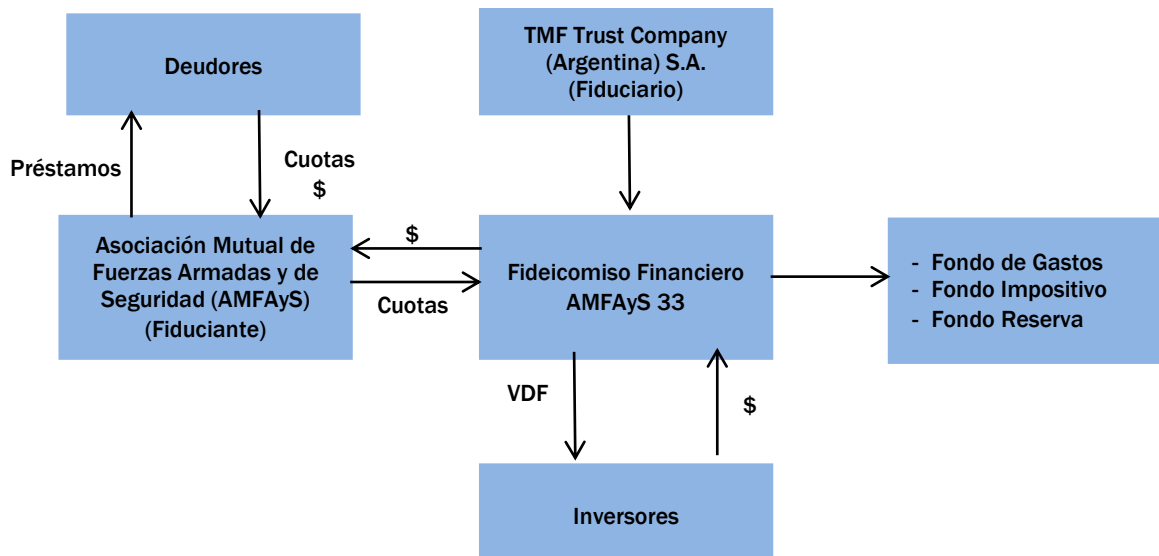 Deudores
TMF Trust Company
(Argentina) S.A.
(Fiduciario)
Préstamos
Cuotas
$
Asociación Mutual de
Fuerzas Armadas y de
Seguridad (AMFAyS)
(Fiduciante)
$
Cuotas
Fideicomiso Financiero
AMFAyS 33
- Fondo de Gastos
- Fondo Impositivo
- Fondo Reserva
VDF
$
Inversores